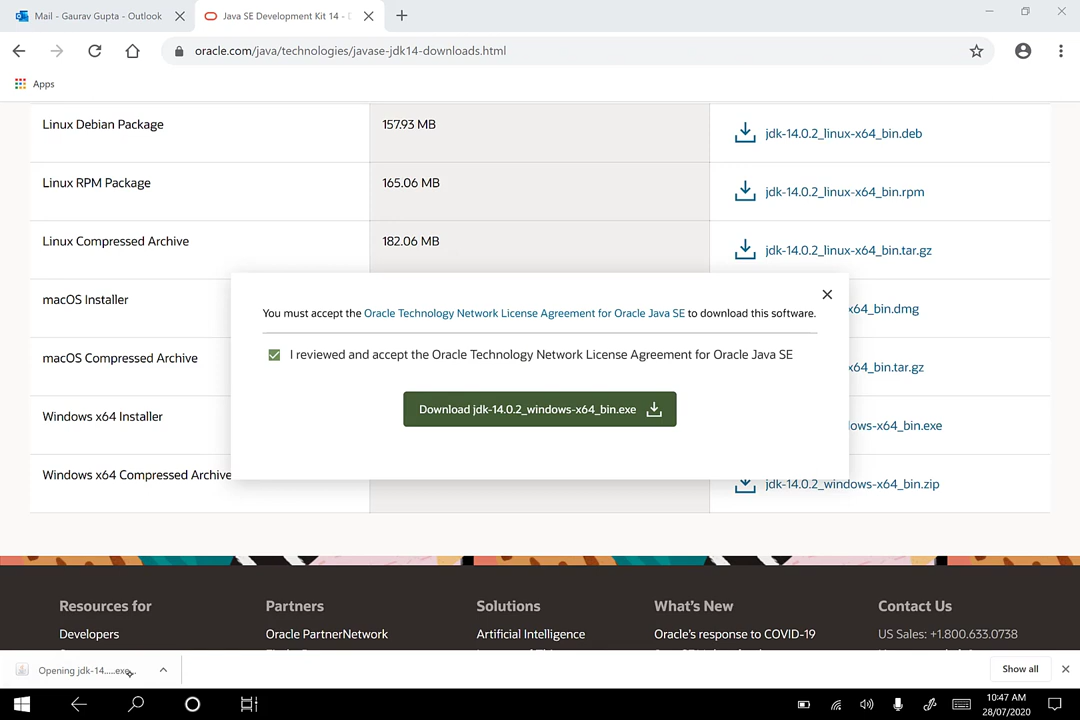 Mail - Gaurav Gupta - Outlook
Java SE Development Kit 14 -
oracle.com/java/technologies/javase-jdk14-downloads.html
Apps
Linux Debian Package
157.93 MB
jdk-14.0.2_linux-x64_bin.deb
Linux RPM Package
165.06 MB
jdk-14.0.2_linux-x64_bin.rpm
Linux Compressed Archive
182.06 MB
jdk-14.0.2_linux-x64_bin.tar.gz
macOS Installer
x64_bin.dmg
macOS Compressed Archive
x64_bin.tar.gz
Windows x64 Installer
ows-x64_bin.exe
Windows x64 Compressed Archive
jdk-14.0.2_windows-x64_bin.zip
You must accept the Oracle Technology Network License Agreement for Oracle Java SE to download this software.
I reviewed and accept the Oracle Technology Network License Agreement for Oracle Java SE
Download jdk-14.0.2_windows-x64_bin.exe
Resources for
Partners
Solutions
What's New
Contact Us
Developers
Oracle PartnerNetwork
Artificial Intelligence
Oracle's response to COVID-19
US Sales: +1.800.633.0738
Opening jdk-14.....exe...
Show all
10:47 AM
28/07/2020